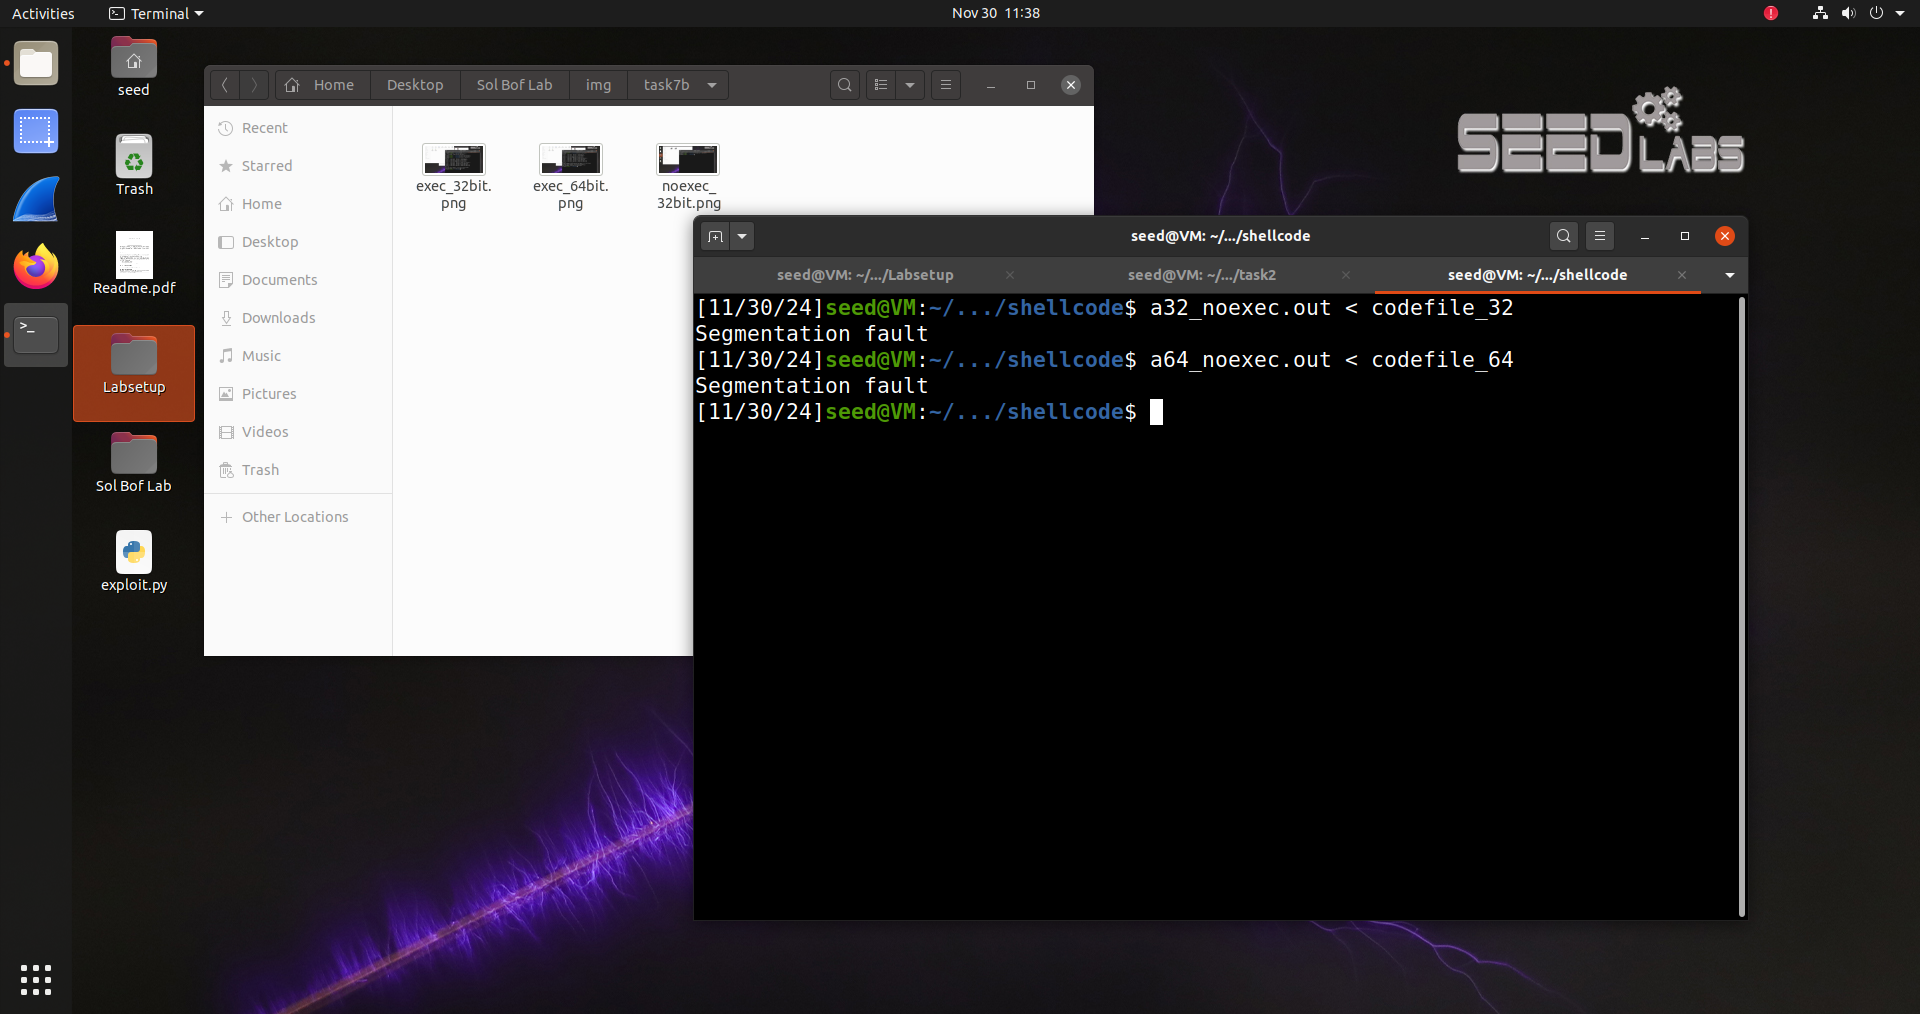 Activities
Terminal
Nov 30 11:38
seed
Trash
Readme.pdf
Labsetup
Sol Bof Lab
exploit.py
Home
Desktop
Sol Bof Lab
img
task7b
Recent
Starred
Home
Desktop
Documents
Downloads
Music
Pictures
Videos
Trash
Other Locations
exec_32bit.
png
exec_64bit.
png
noexec_
32bit.png
SEED LABS
seed@VM: ~/.../shellcode
seed@VM: ~/.../Labsetup
seed@VM: ~/.../task2
seed@VM: ~/.../shellcode
[11/30/24]seed@VM:~/.../shellcode$ a32_noexec.out < codefile_32
Segmentation fault
[11/30/24]seed@VM:~/.../shellcode$ a64_noexec.out < codefile_64
Segmentation fault
[11/30/24]seed@VM:~/.../shellcode$